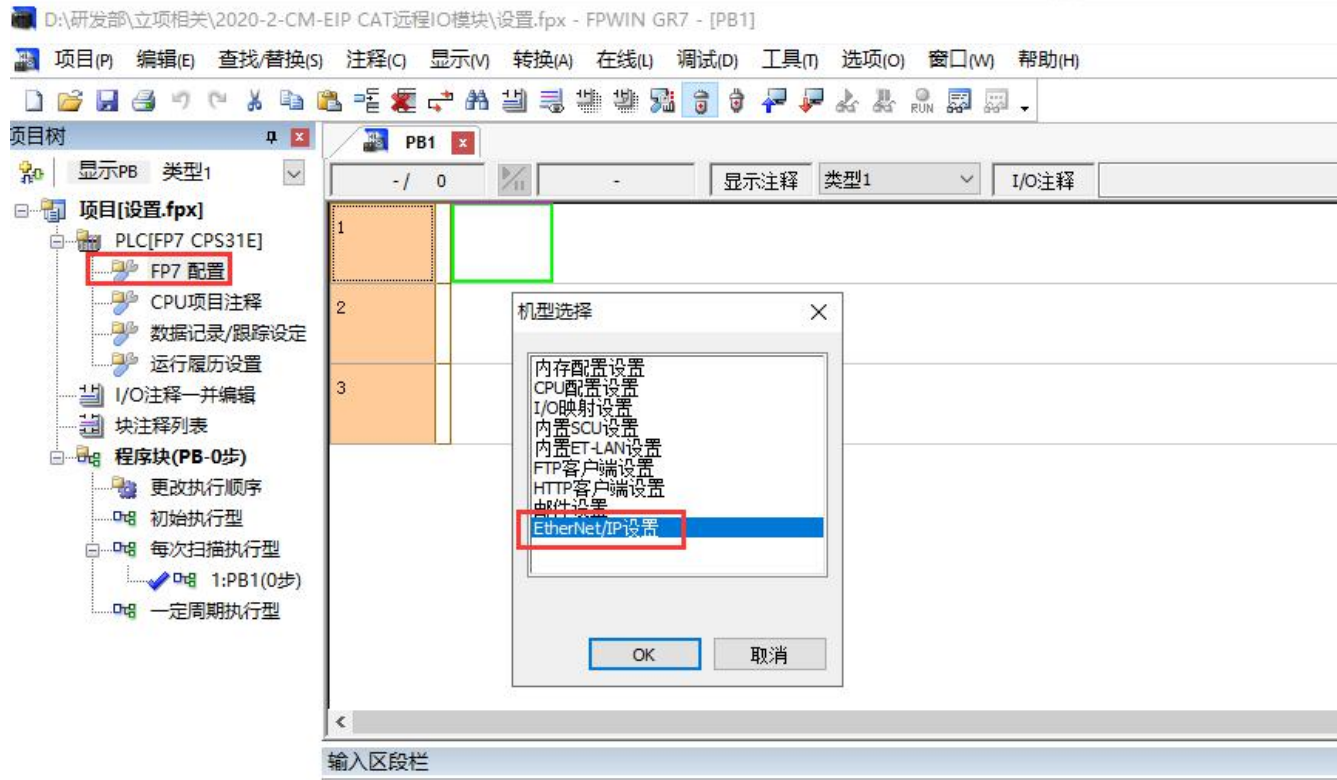 D:\研发部\立项相关\2020-2-CM-EIP CAT远程IO模块\设置.fpx - FPWIN GR7 - [PB1]
项目(P) 编辑(E) 查找/替换(S) 注释(C) 显示(V) 转换(A) 在线(L) 调试(D) 工具(T) 选项(O) 窗口(W) 帮助(H)
RUN
项目树
显示PB 类型1
项目[设置.fpx]
PLC[FP7 CPS31E]
FP7 配置
CPU项目注释
数据记录/跟踪设定
运行履历设置
I/O注释一并编辑
块注释列表
程序块(PB-0步)
更改执行顺序
初始执行型
每次扫描执行型
1:PB1(0步)
一定周期执行型
PB1
- / 0 - 显示注释 类型1 I/O注释
1
2
3
机型选择
内存配置设置
CPU配置设置
I/O映射设置
内置SCU设置
内置ET-LAN设置
FTP客户端设置
HTTP客户端设置
邮件设置
EtherNet/IP设置
OK 取消
输入区段栏